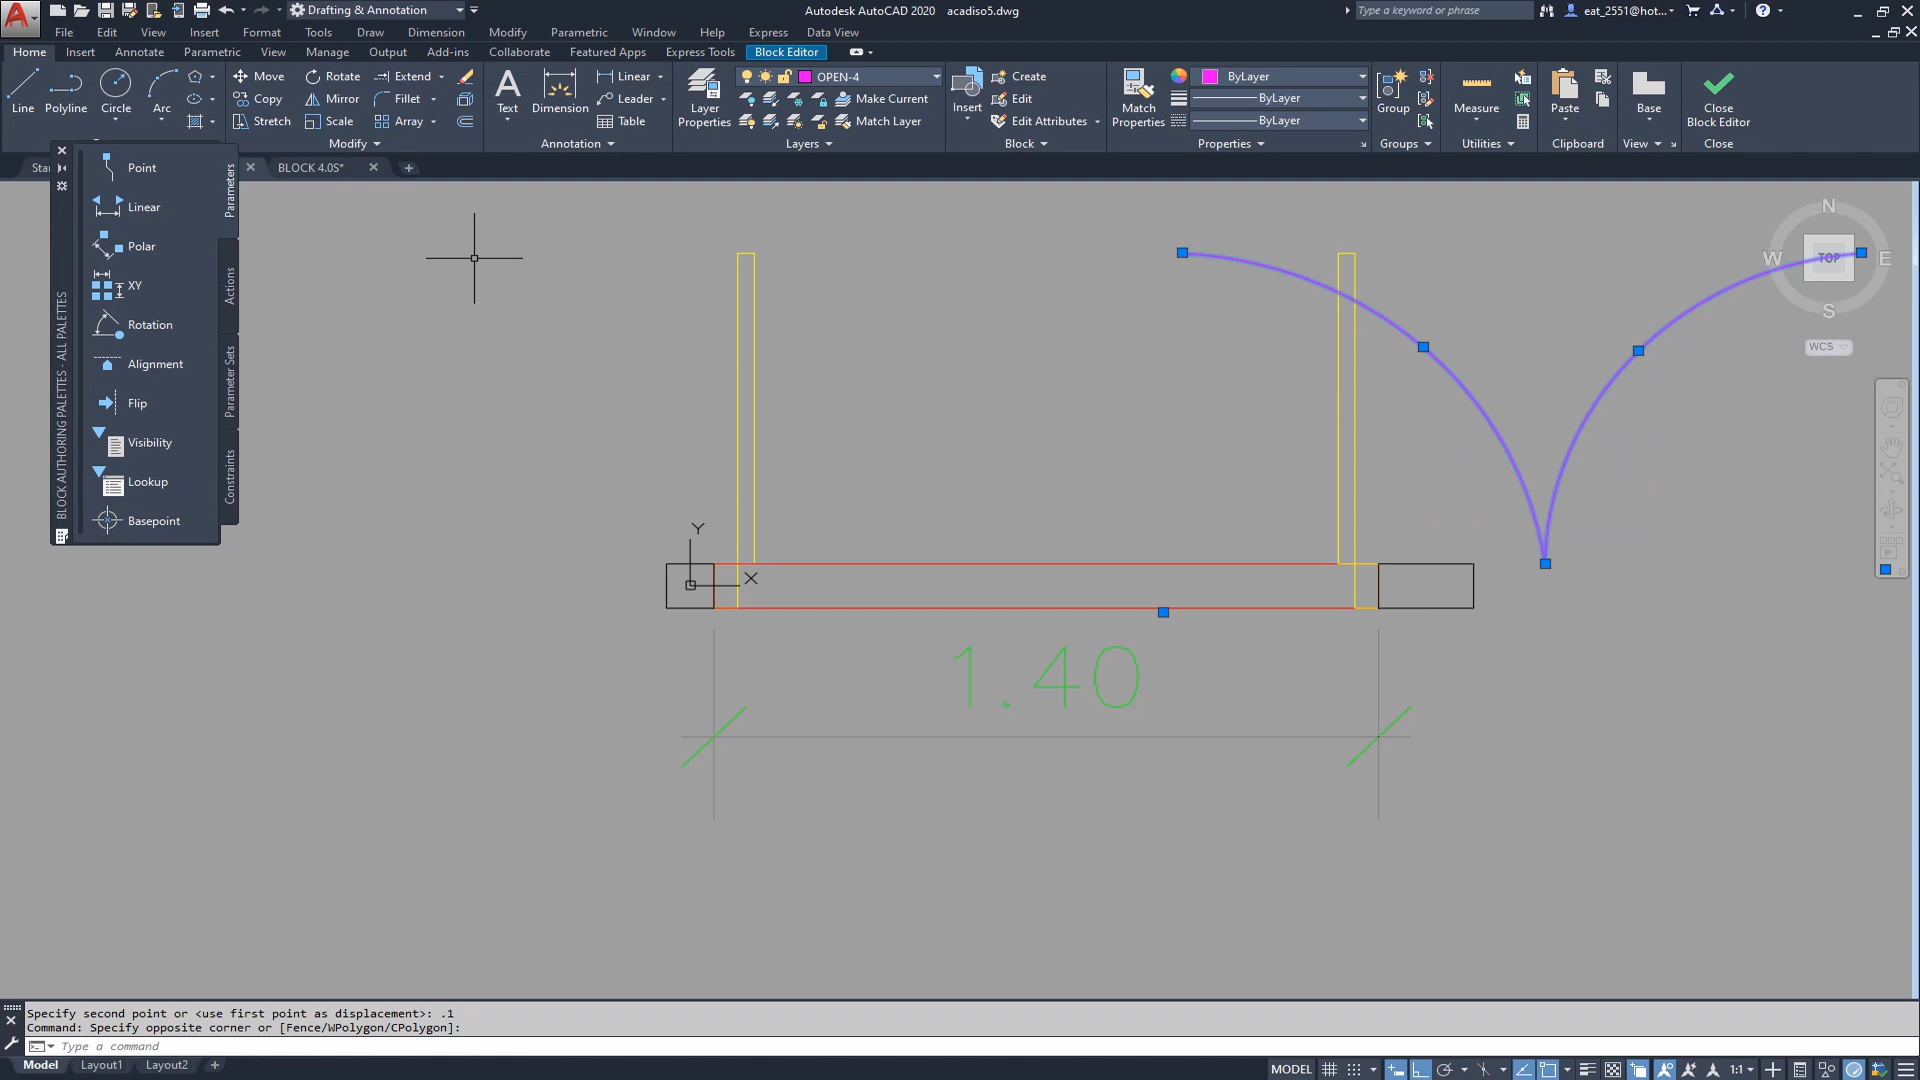 Drafting & Annotation
Autodesk AutoCAD 2020 acadiso5.dwg
Type a keyword or phrase
eat_2551@hot...
File Edit View Insert Format Tools Draw Dimension Modify Parametric Window Help Express Data View
Home Insert Annotate Parametric View Manage Output Add-ins Collaborate Featured Apps Express Tools Block Editor
Line
Polyline
Circle
Arc
Move
Copy
Stretch
Rotate
Mirror
Scale
Extend
Fillet
Array
Modify
Text
Dimension
Linear
Leader
Table
Annotation
Layer Properties
OPEN-4
Make Current
Match Layer
Layers
Insert
Create
Edit
Edit Attributes
Block
Match Properties
ByLayer
ByLayer
ByLayer
Properties
Group
Groups
Measure
Utilities
Paste
Clipboard
Base
View
Close Block Editor
Close
Star
BLOCK 4.0S*
Point
Linear
Polar
XY
Rotation
Alignment
Flip
Visibility
Lookup
Basepoint
Parameters
Actions
Parameter Sets
Constraints
BLOCK AUTHORING PALETTES - ALL PALETTES
N
W
TOP
E
S
WCS
Y
X
1.40
Specify second point or <use first point as displacement>: .1
Command: Specify opposite corner or [Fence/WPolygon/CPolygon]:
Type a command
Model Layout1 Layout2
MODEL
1:1